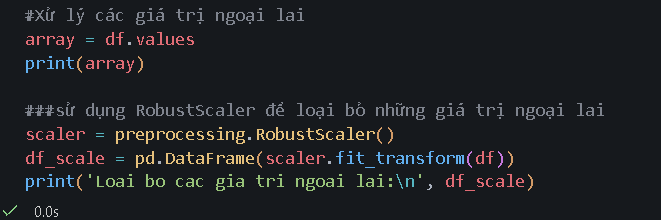 #Xử lý các giá trị ngoại lai
array = df.values
print(array)
###sử dụng RobustScaler để loại bỏ những giá trị ngoại lai
scaler = preprocessing.RobustScaler()
df_scale = pd.DataFrame(scaler.fit_transform(df))
print('Loai bo cac gia tri ngoai lai:\n', df_scale)
0.0s